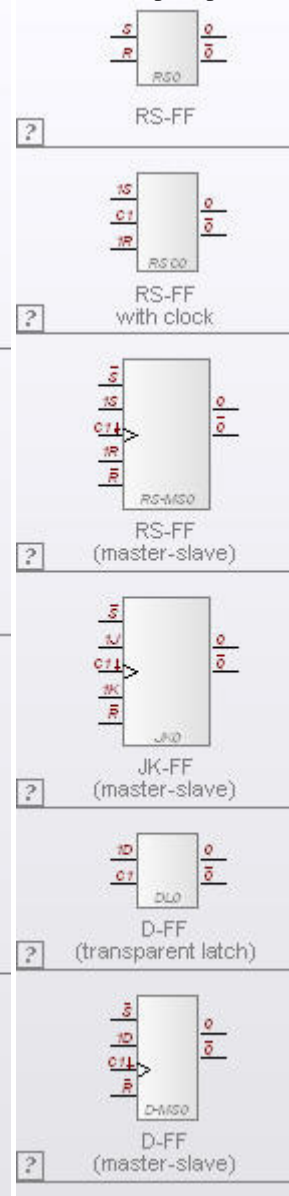 S
R
Q
Q̅
RS0
RS-FF
?
1S
C1
1R
Q
Q̅
RSC0
RS-FF
with clock
?
S̅
1S
C1↓
1R
R̅
Q
Q̅
RS-MS0
RS-FF
(master-slave)
?
S̅
1J
C1↓
1K
R̅
Q
Q̅
JK0
JK-FF
(master-slave)
?
1D
C1
Q
Q̅
DL0
D-FF
(transparent latch)
?
S̅
1D
C1↓
R̅
Q
Q̅
D-MS0
D-FF
(master-slave)
?